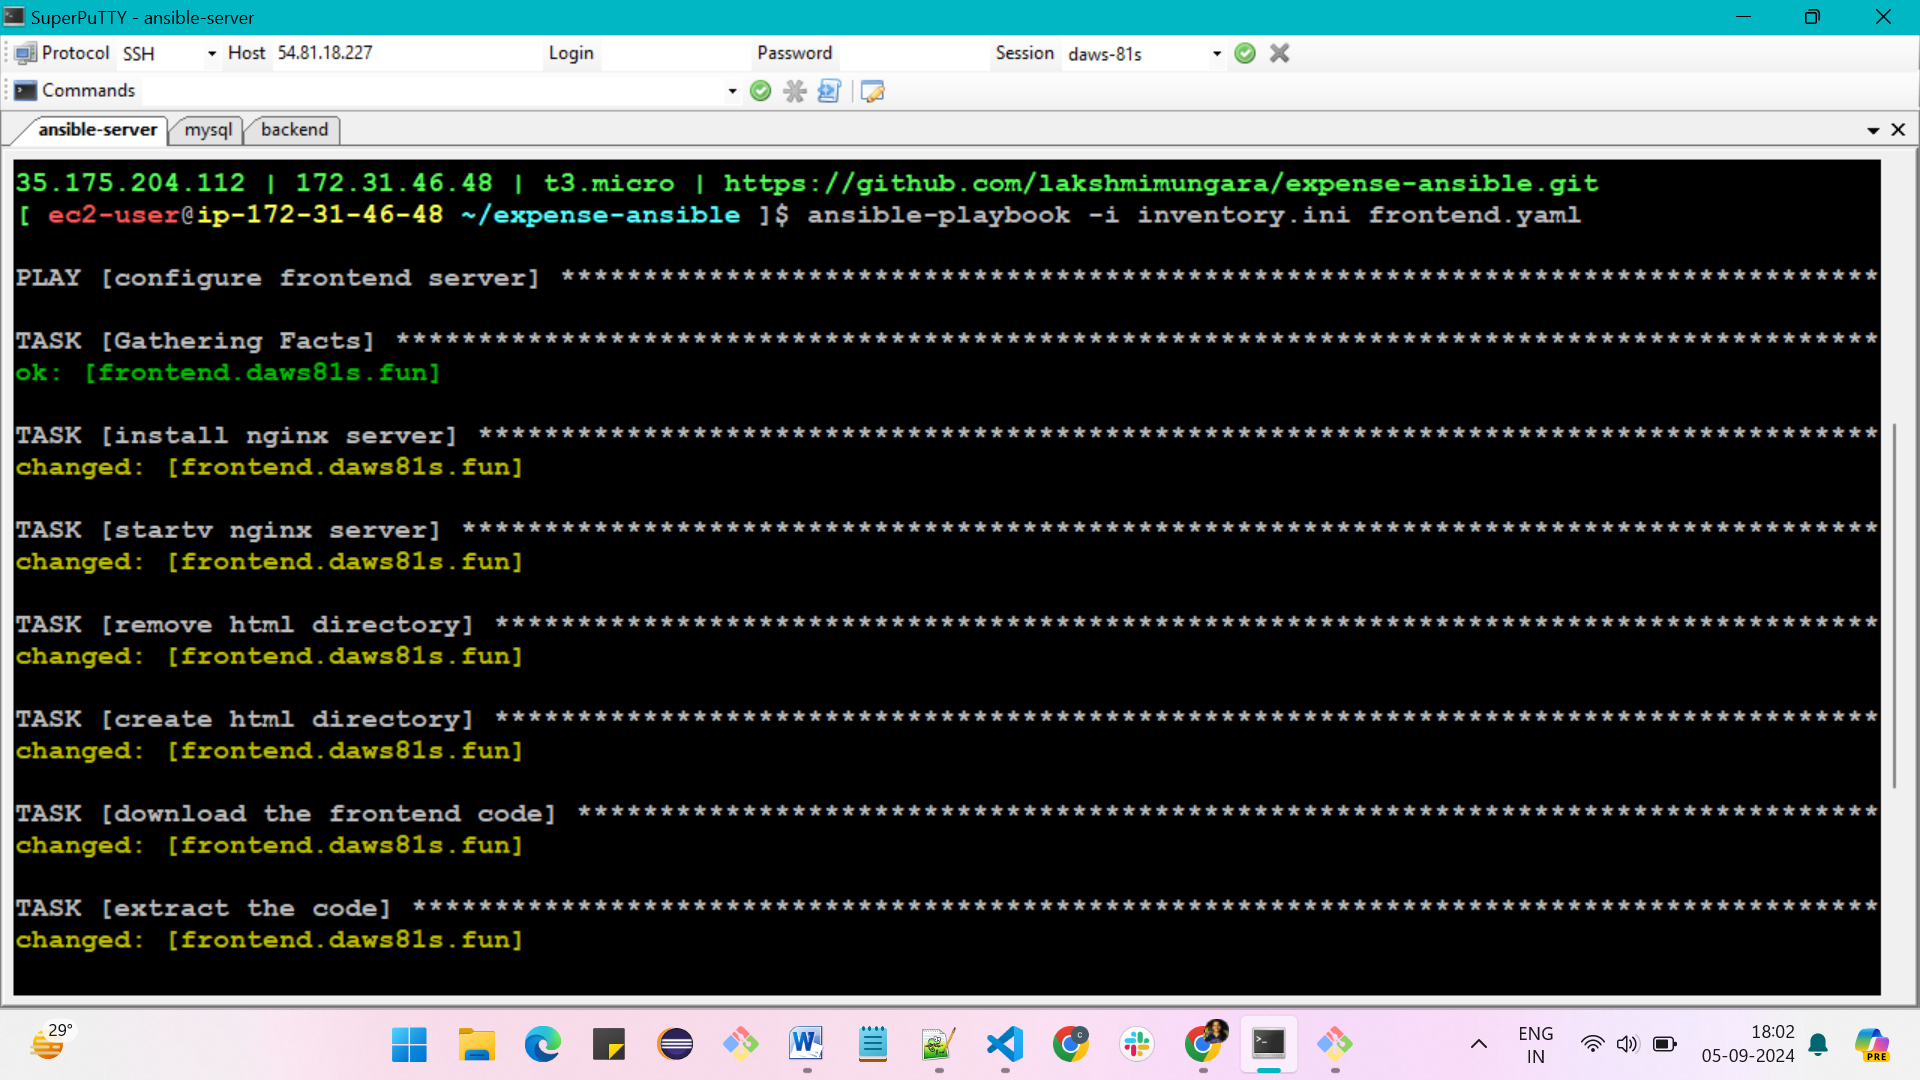 SuperPuTTY - ansible-server
Protocol SSH Host 54.81.18.227 Login Password Session daws-81s
Commands
ansible-server mysql backend
35.175.204.112 | 172.31.46.48 | t3.micro | https://github.com/lakshmimungara/expense-ansible.git
[ ec2-user@ip-172-31-46-48 ~/expense-ansible ]$ ansible-playbook -i inventory.ini frontend.yaml
PLAY [configure frontend server] ********************************************************************************
TASK [Gathering Facts] ******************************************************************************************
ok: [frontend.daws81s.fun]
TASK [install nginx server] *************************************************************************************
changed: [frontend.daws81s.fun]
TASK [startv nginx server] **************************************************************************************
changed: [frontend.daws81s.fun]
TASK [remove html directory] ************************************************************************************
changed: [frontend.daws81s.fun]
TASK [create html directory] ************************************************************************************
changed: [frontend.daws81s.fun]
TASK [download the frontend code] *******************************************************************************
changed: [frontend.daws81s.fun]
TASK [extract the code] *****************************************************************************************
changed: [frontend.daws81s.fun]
29°
ENG
IN
18:02
05-09-2024
PRE